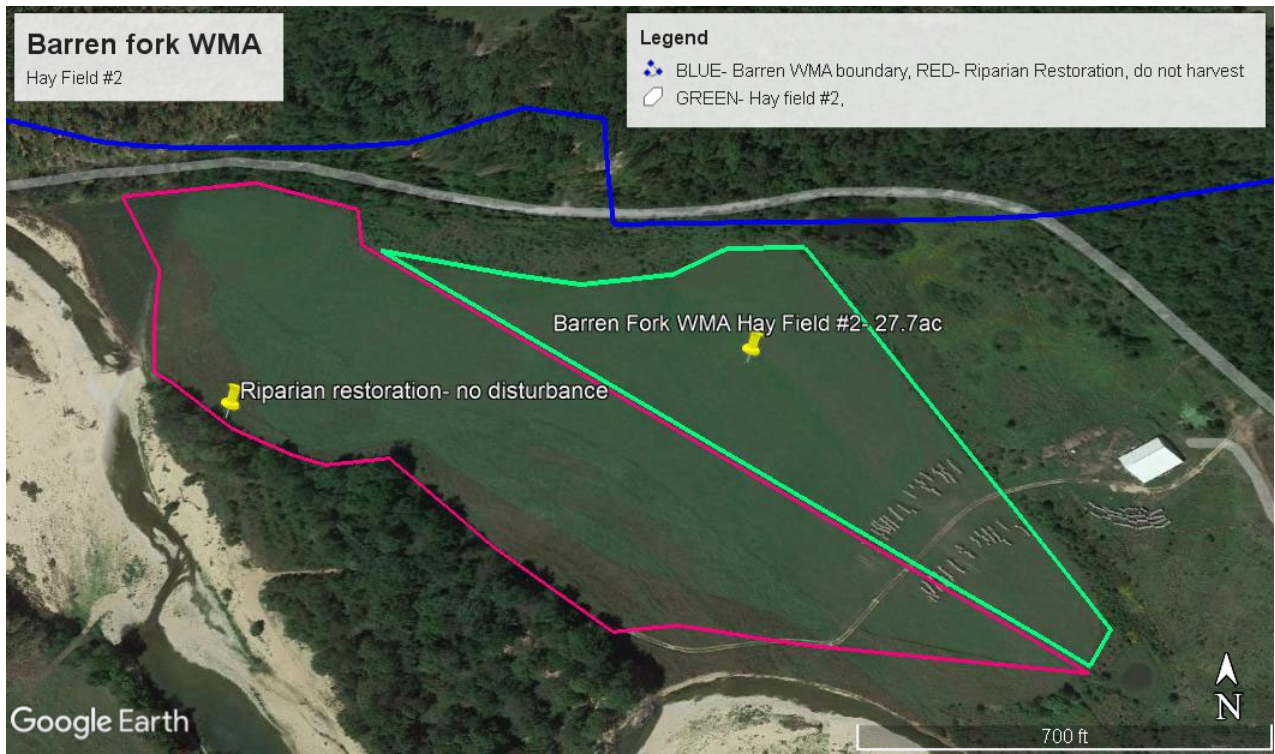 Barren fork WMA
Hay Field #2
Legend
BLUE- Barren WMA boundary, RED- Riparian Restoration, do not harvest
GREEN- Hay field #2,
Barren Fork WMA Hay Field #2- 27.7ac
Riparian restoration- no disturbance
N
Google Earth
700 ft